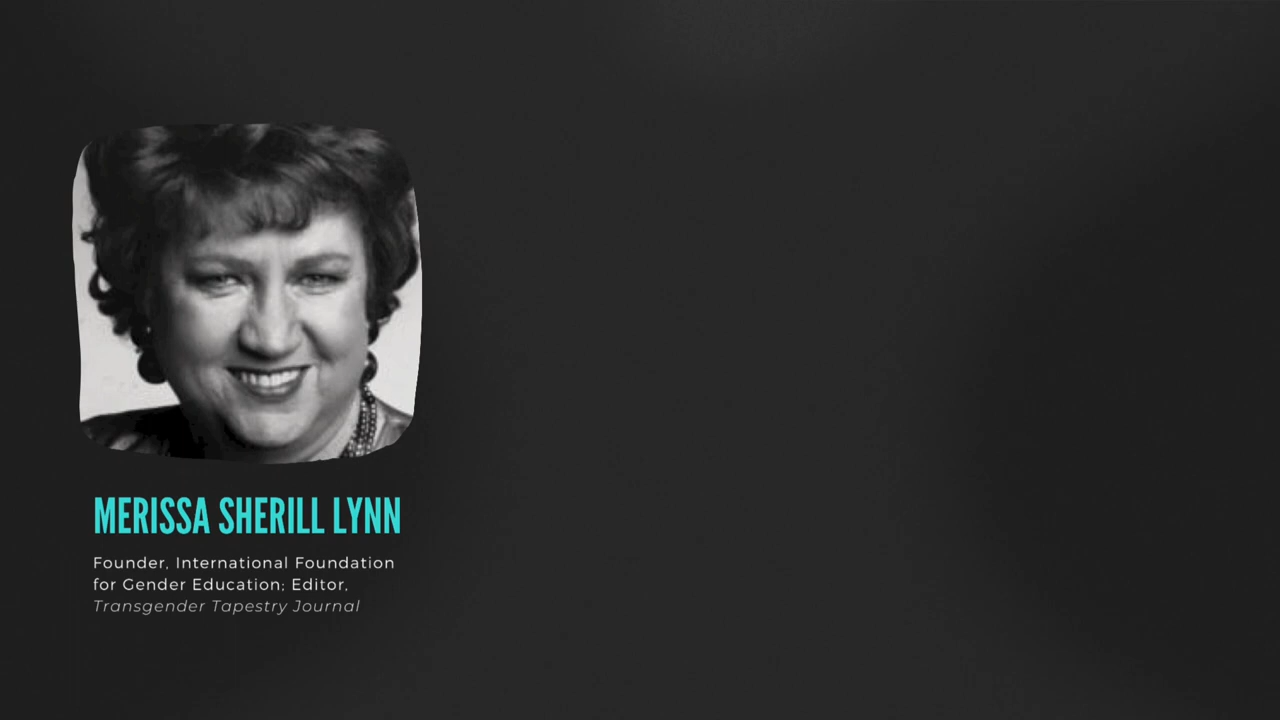 MERISSA SHERILL LYNN
Founder, International Foundation
for Gender Education; Editor,
Transgender Tapestry Journal